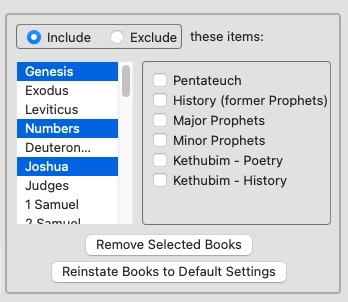 Include Exclude these items:
Genesis
Exodus
Leviticus
Numbers
Deuteron...
Joshua
Judges
1 Samuel
2 Samuel
Pentateuch
History (former Prophets)
Major Prophets
Minor Prophets
Kethubim - Poetry
Kethubim - History
Remove Selected Books
Reinstate Books to Default Settings